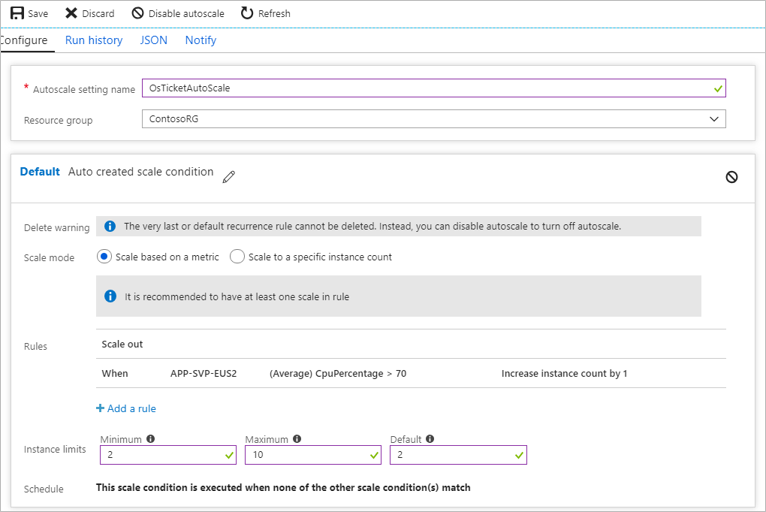 Save Discard Disable autoscale Refresh
Configure Run history JSON Notify
* Autoscale setting name OsTicketAutoScale
Resource group ContosoRG
Default Auto created scale condition
Delete warning The very last or default recurrence rule cannot be deleted. Instead, you can disable autoscale to turn off autoscale.
Scale mode Scale based on a metric Scale to a specific instance count
It is recommended to have at least one scale in rule
Rules Scale out
When APP-SVP-EUS2 (Average) CpuPercentage > 70 Increase instance count by 1
+ Add a rule
Minimum Maximum Default
Instance limits 2 10 2
Schedule This scale condition is executed when none of the other scale condition(s) match